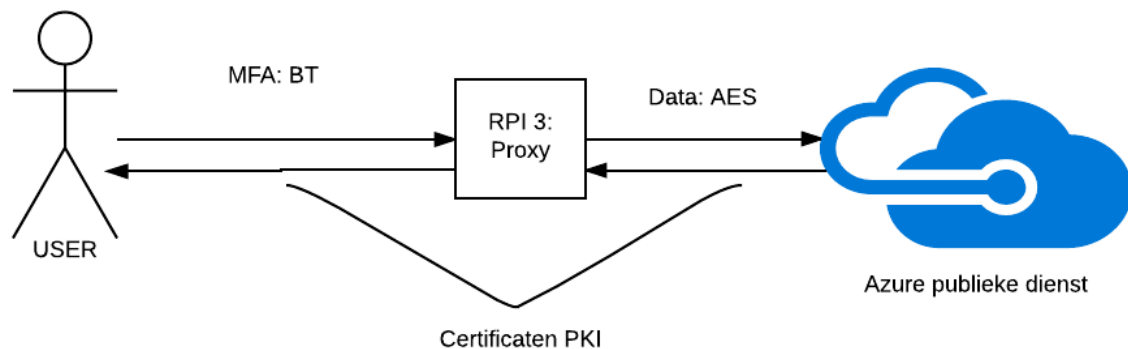 MFA: BT
Data: AES
RPI 3:
Proxy
USER
Azure publieke dienst
Certificaten PKI